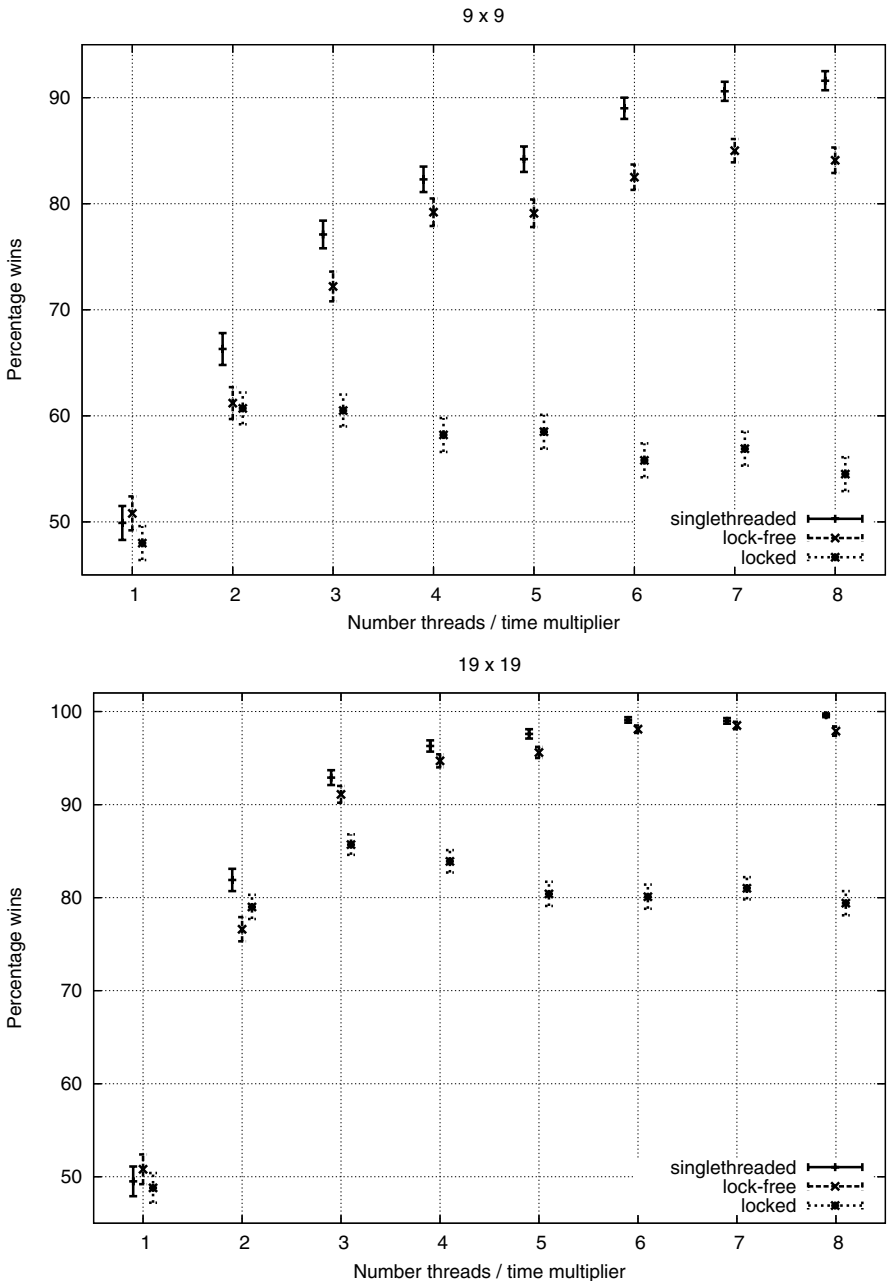 9 x 9
90
80
70
60
50
Percentage wins
singlethreaded
lock-free
locked
1 2 3 4 5 6 7 8
Number threads / time multiplier
19 x 19
100
90
80
70
60
50
Percentage wins
singlethreaded
lock-free
locked
1 2 3 4 5 6 7 8
Number threads / time multiplier